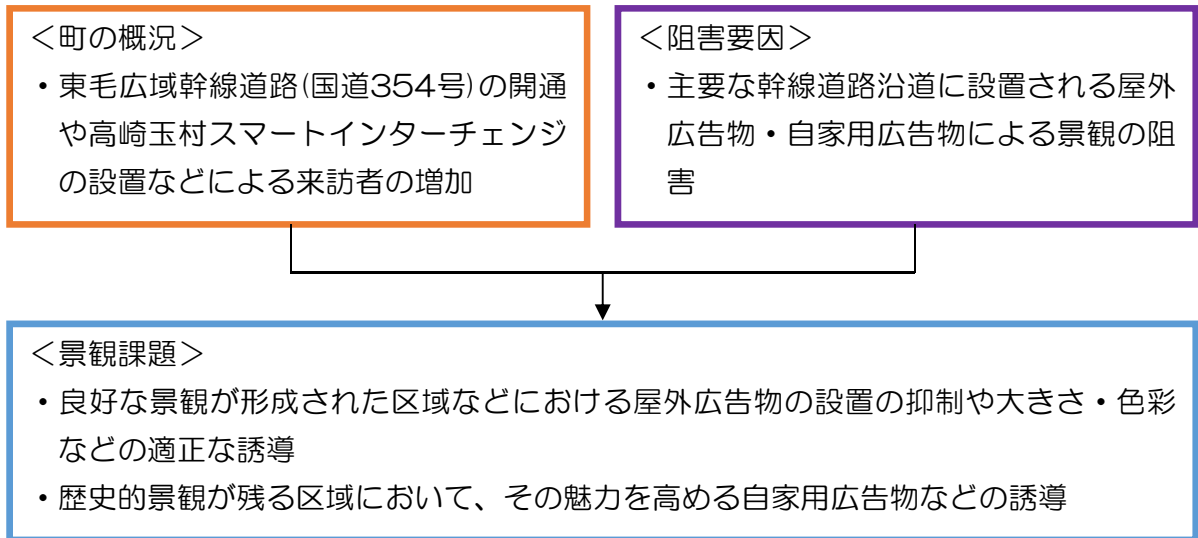 ＜町の概況＞
・東毛広域幹線道路(国道354号)の開通
や高崎玉村スマートインターチェンジ
の設置などによる来訪者の増加
＜阻害要因＞
・主要な幹線道路沿道に設置される屋外
広告物・自家用広告物による景観の阻
害
＜景観課題＞
・良好な景観が形成された区域などにおける屋外広告物の設置の抑制や大きさ・色彩
などの適正な誘導
・歴史的景観が残る区域において、その魅力を高める自家用広告物などの誘導